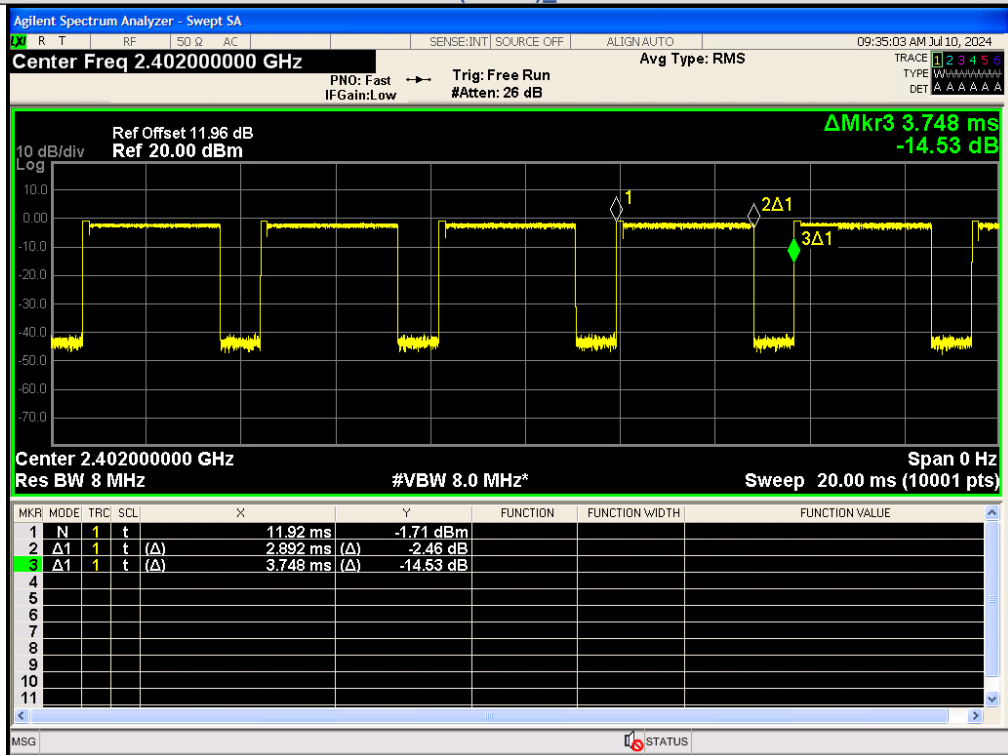 Agilent Spectrum Analyzer - Swept SA
LXI R T RF 50 Ω AC SENSE:INT SOURCE OFF ALIGN AUTO 09:35:03 AM Jul 10, 2024
Center Freq 2.402000000 GHz Avg Type: RMS TRACE 1 2 3 4 5 6
PNO: Fast Trig: Free Run TYPE
IFGain:Low #Atten: 26 dB DET A A A A A A
ΔMkr3 3.748 ms
Ref Offset 11.96 dB
10 dB/div Ref 20.00 dBm -14.53 dB
Log
10.0
1
2Δ1
0.00
3Δ1
-10.0
-20.0
-30.0
-40.0
-50.0
-60.0
-70.0
Center 2.402000000 GHz Span 0 Hz
Res BW 8 MHz #VBW 8.0 MHz* Sweep 20.00 ms (10001 pts)
MKR MODE TRC SCL X Y FUNCTION FUNCTION WIDTH FUNCTION VALUE
1 N 1 t 11.92 ms -1.71 dBm
2 Δ1 1 t (Δ) 2.892 ms (Δ) -2.46 dB
3 Δ1 1 t (Δ) 3.748 ms (Δ) -14.53 dB
4
5
6
7
8
9
10
11
MSG STATUS